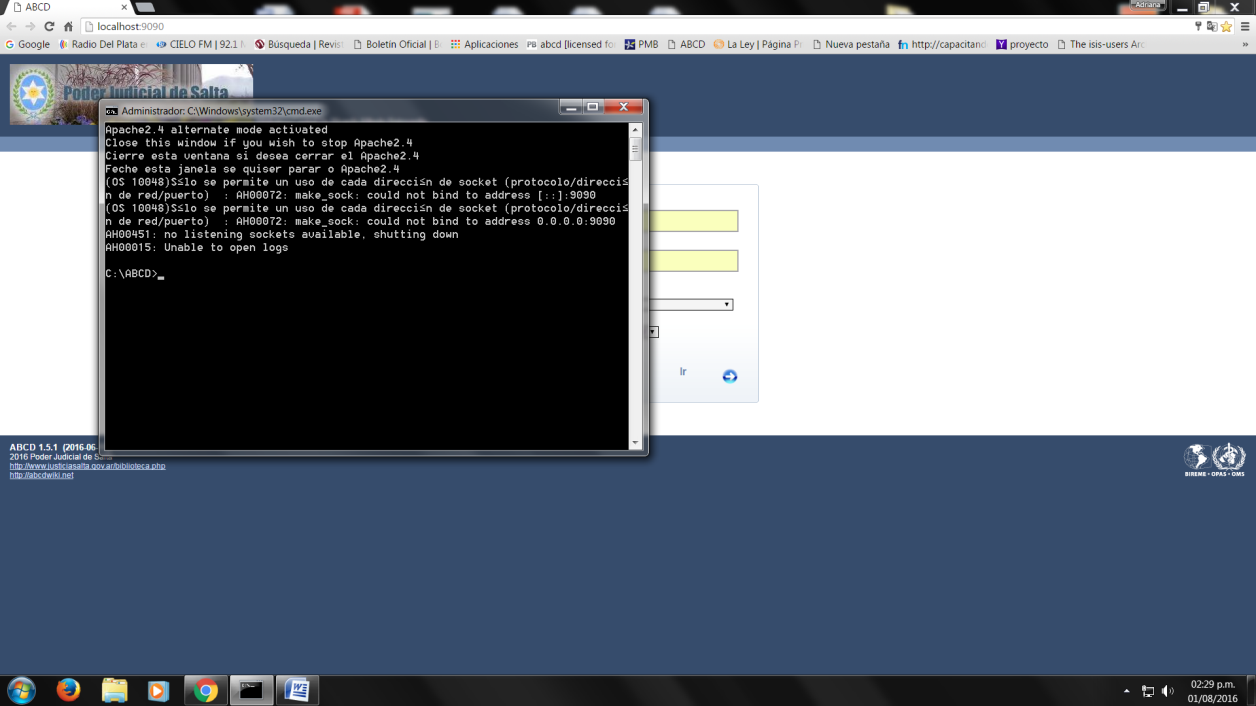 ABCD
Adriana
localhost:9090
Google
Radio Del Plata e
CIELO FM | 92.1
Búsqueda | Revist
Boletín Oficial | B
Aplicaciones
abcd [licensed fo
PMB
ABCD
La Ley | Página P
Nueva pestaña
http://capacitand
proyecto
The isis-users Arc
»
Poder Judicial de Salta
Administrador: C:\Windows\system32\cmd.exe
Apache2.4 alternate mode activated
Close this window if you wish to stop Apache2.4
Cierre esta ventana si desea cerrar el Apache2.4
Feche esta janela se quiser parar o Apache2.4
(OS 10048)S≤lo se permite un uso de cada direcci≤n de socket (protocolo/direcci≤
n de red/puerto)  : AH00072: make_sock: could not bind to address [::]:9090
(OS 10048)S≤lo se permite un uso de cada direcci≤n de socket (protocolo/direcci≤
n de red/puerto)  : AH00072: make_sock: could not bind to address 0.0.0.0:9090
AH00451: no listening sockets available, shutting down
AH00015: Unable to open logs
C:\ABCD>_
Ir
ABCD 1.5.1 (2016-06
2016 Poder Judicial de Salta
http://www.justiciasalta.gov.ar/biblioteca.php
http://abcdwiki.net
BIREME • OPAS • OMS
02:29 p.m.
01/08/2016